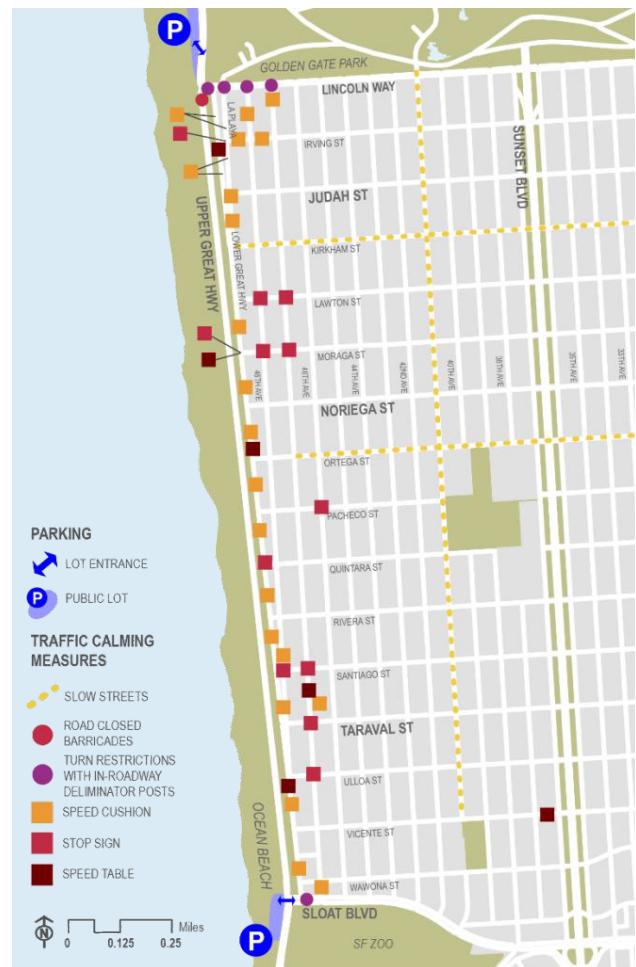 P
GOLDEN GATE PARK
LINCOLN WAY
LA PLAYA
IRVING ST
SUNSET BLVD
JUDAH ST
UPPER GREAT HWY
LOWER GREAT HWY
KIRKHAM ST
LAWTON ST
MORAGA ST
48TH AVE
46TH AVE
44TH AVE
42ND AVE
40TH AVE
38TH AVE
35TH AVE
33TH AVE
NORIEGA ST
ORTEGA ST
PACHECO ST
QUINTARA ST
RIVERA ST
SANTIAGO ST
TARAVAL ST
ULLOA ST
VICENTE ST
OCEAN BEACH
WAWONA ST
SLOAT BLVD
P
SF ZOO
PARKING
LOT ENTRANCE
P
PUBLIC LOT
TRAFFIC CALMING
MEASURES
SLOW STREETS
ROAD CLOSED
BARRICADES
TURN RESTRICTIONS
WITH IN-ROADWAY
DELIMINATOR POSTS
SPEED CUSHION
STOP SIGN
SPEED TABLE
N
Miles
0 0.125 0.25